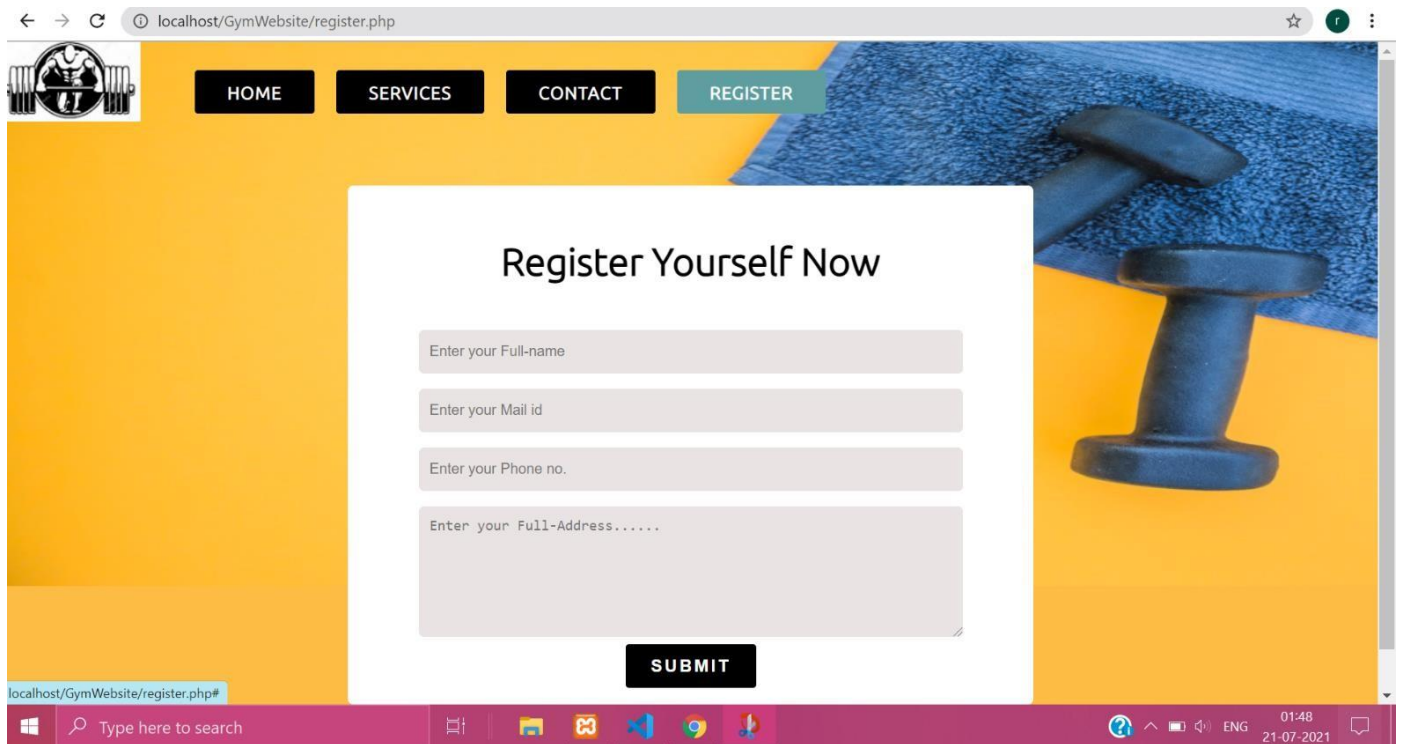 localhost/GymWebsite/register.php
r
HOME SERVICES CONTACT REGISTER
Register Yourself Now
Enter your Full-name
Enter your Mail id
Enter your Phone no.
Enter your Full-Address......
SUBMIT
localhost/GymWebsite/register.php#
Type here to search
ENG
01:48
21-07-2021